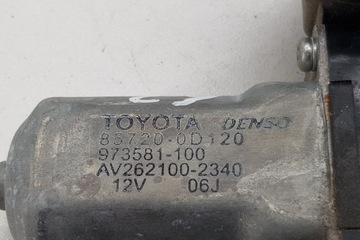 TOYOTA DENSO
85720-0D120
973581-100
AV262100-2340
12V 06J